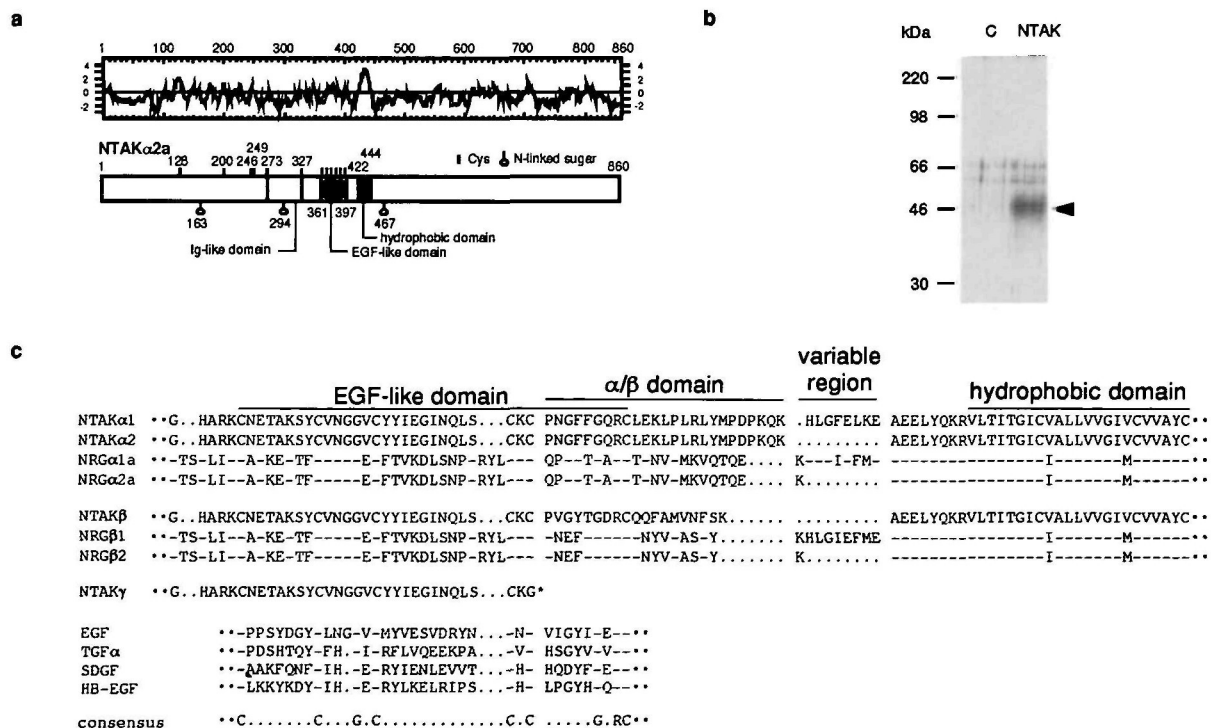 a
1 100 200 300 400 500 600 700 800 860
4 4
2 2
0 0
-2 -2
NTAKα2a
249 444
1 128 200 246 273 327 422 Cys N-linked sugar 860
163 294 361 397 467
hydrophobic domain
Ig-like domain EGF-like domain
b
kDa C NTAK
220
98
66
46
30
c
EGF-like domain α/β domain variable region hydrophobic domain
NTAKα1 ··G..HARKCNETAKSYCVNGGVCYYIEGINQLS...CKC PNGFFGQRCLEKLPLRLYMPDPKQK .HLGFELKE AEELYQKRVLTITGICVALLVVGIVCVVAYC··
NTAKα2 ··G..HARKCNETAKSYCVNGGVCYYIEGINQLS...CKC PNGFFGQRCLEKLPLRLYMPDPKQK ......... AEELYQKRVLTITGICVALLVVGIVCVVAYC··
NRGα1a ··-TS-LI--A-KE-TF-----E-FTVKDLSNP-RYL--- QP--T-A--T-NV-MKVQTQE.... K---I-FM- ----------------I-------M------··
NRGα2a ··-TS-LI--A-KE-TF-----E-FTVKDLSNP-RYL--- QP--T-A--T-NV-MKVQTQE.... K........ ----------------I-------M------··
NTAKβ ··G..HARKCNETAKSYCVNGGVCYYIEGINQLS...CKC PVGYTGDRCQQFAMVNFSK...... ......... AEELYQKRVLTITGICVALLVVGIVCVVAYC··
NRGβ1 ··-TS-LI--A-KE-TF-----E-FTVKDLSNP-RYL--- -NEF------NYV-AS-Y....... KHLGIEFME ----------------I-------M------··
NRGβ2 ··-TS-LI--A-KE-TF-----E-FTVKDLSNP-RYL--- -NEF------NYV-AS-Y....... K........ ----------------I-------M------··
NTAKγ ··G..HARKCNETAKSYCVNGGVCYYIEGINQLS...CKG*
EGF ··-PPSYDGY-LNG-V-MYVESVDRYN...-N- VIGYI-E--··
TGFα ··-PDSHTQY-FH.-I-RFLVQEEKPA...-V- HSGYV-V--··
SDGF ··-AAKFQNF-IH.-E-RYIENLEVVT...-H- HQDYF-E--··
HB-EGF ··-LKKYKDY-IH.-E-RYLKELRIPS...-H- LPGYH-Q--··
consensus ··C.......C...G.C..........C.C .....G.RC··